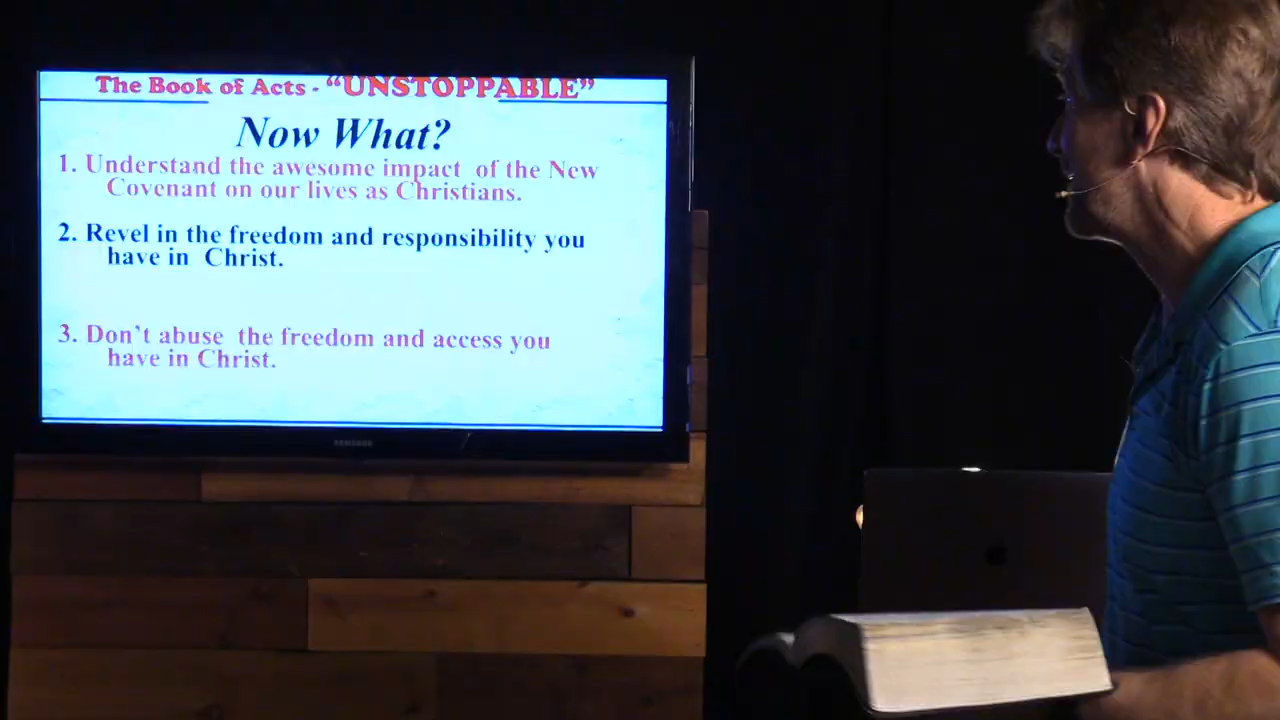 The Book of Acts - “UNSTOPPABLE”
Now What?
1. Understand the awesome impact of the New
Covenant on our lives as Christians.
2. Revel in the freedom and responsibility you
have in Christ.
3. Don’t abuse the freedom and access you
have in Christ.
SAMSUNG